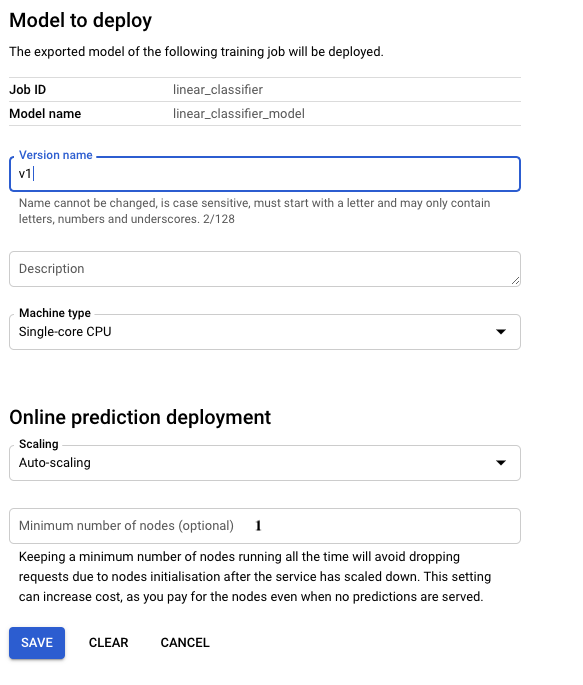 Model to deploy
The exported model of the following training job will be deployed.
Job ID linear_classifier
Model name linear_classifier_model
Version name
v1
Name cannot be changed, is case sensitive, must start with a letter and may only contain
letters, numbers and underscores. 2/128
Description
Machine type
Single-core CPU
Online prediction deployment
Scaling
Auto-scaling
Minimum number of nodes (optional) 1
Keeping a minimum number of nodes running all the time will avoid dropping
requests due to nodes initialisation after the service has scaled down. This setting
can increase cost, as you pay for the nodes even when no predictions are served.
SAVE CLEAR CANCEL